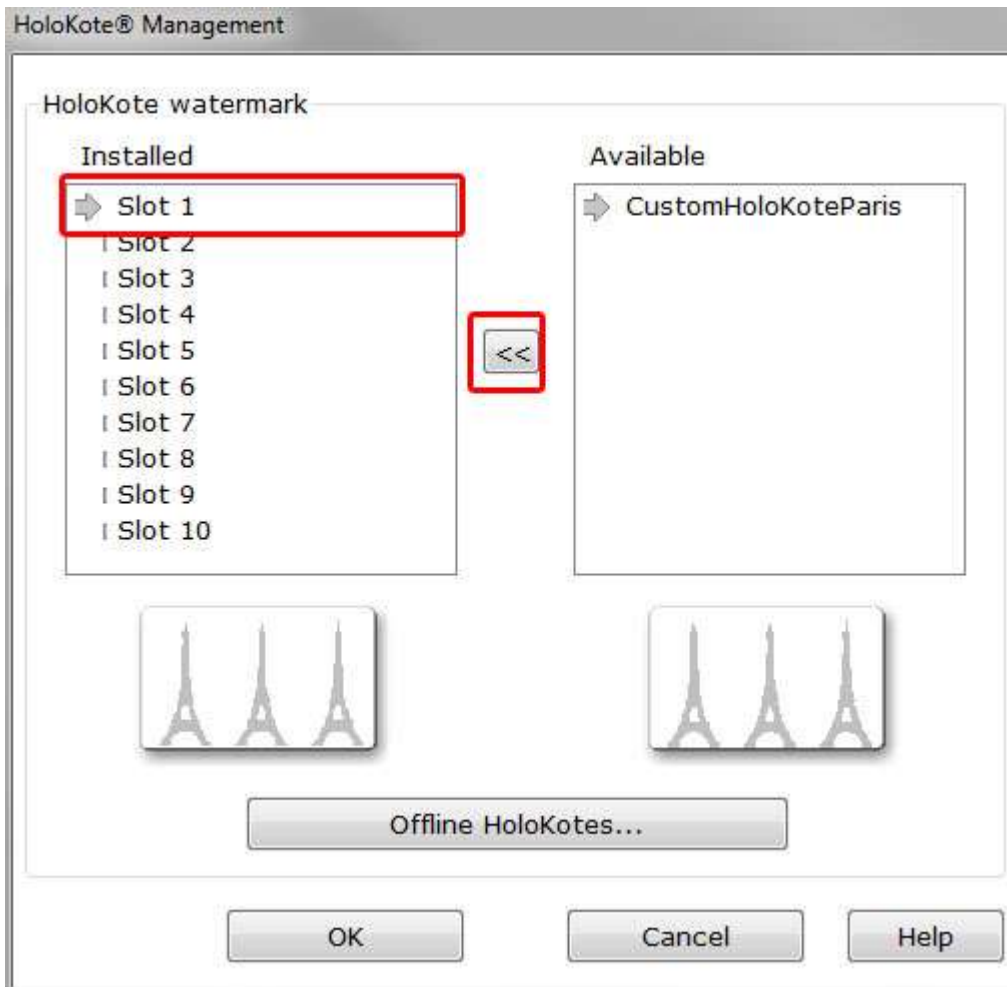 HoloKote® Management
HoloKote watermark
Installed
Available
Slot 1
Slot 2
Slot 3
Slot 4
Slot 5
Slot 6
Slot 7
Slot 8
Slot 9
Slot 10
<<
CustomHoloKoteParis
Offline HoloKotes...
OK
Cancel
Help